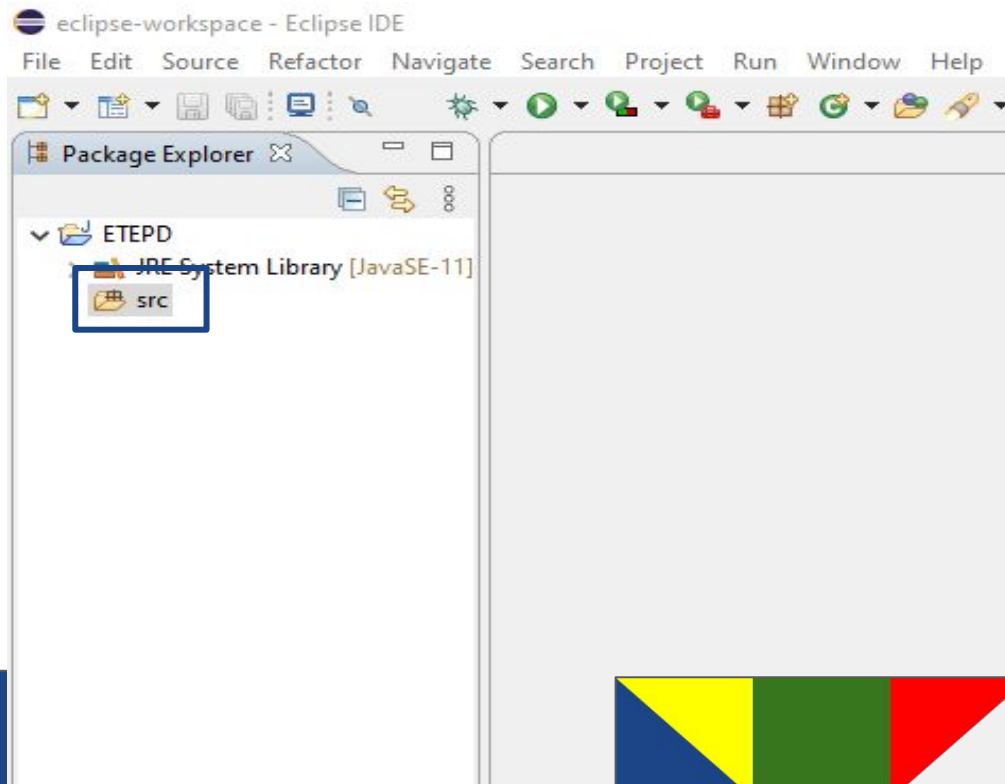 eclipse-workspace - Eclipse IDE
File Edit Source Refactor Navigate Search Project Run Window Help
Package Explorer
ETEPD
JRE System Library [JavaSE-11]
src